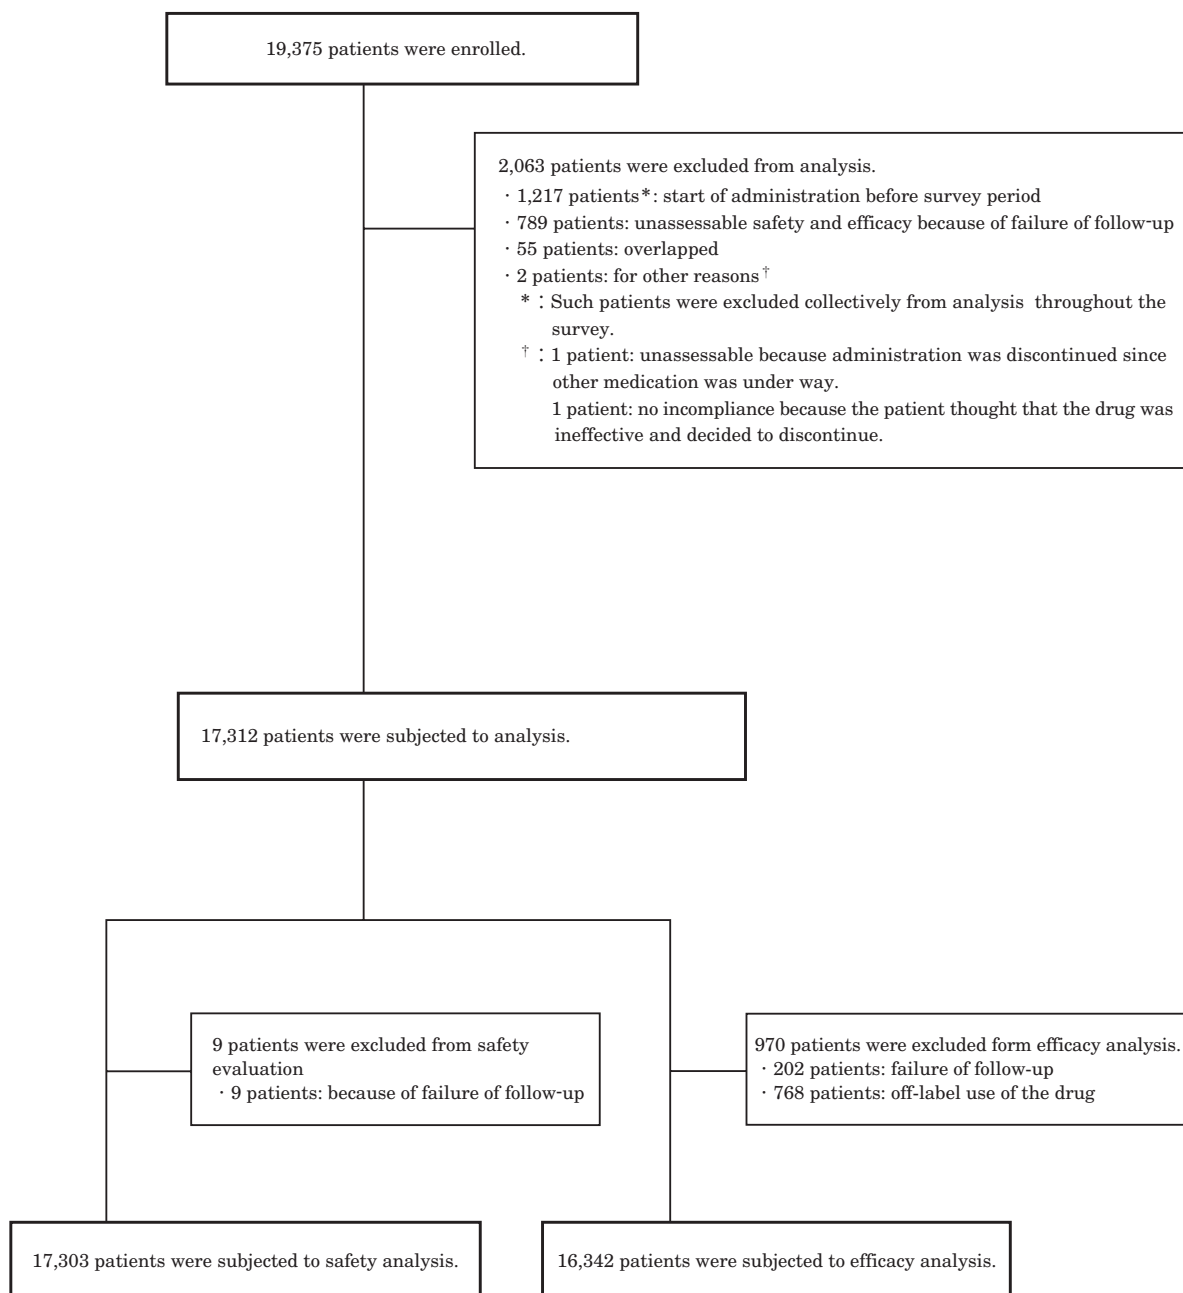 19,375 patients were enrolled.
2,063 patients were excluded from analysis.
・1,217 patients*: start of administration before survey period
・789 patients: unassessable safety and efficacy because of failure of follow-up
・55 patients: overlapped
・2 patients: for other reasons†
*：Such patients were excluded collectively from analysis throughout the
survey.
†：1 patient: unassessable because administration was discontinued since
other medication was under way.
1 patient: no incompliance because the patient thought that the drug was
ineffective and decided to discontinue.
17,312 patients were subjected to analysis.
9 patients were excluded from safety
evaluation
・9 patients: because of failure of follow-up
970 patients were excluded form efficacy analysis.
・202 patients: failure of follow-up
・768 patients: off-label use of the drug
17,303 patients were subjected to safety analysis.
16,342 patients were subjected to efficacy analysis.